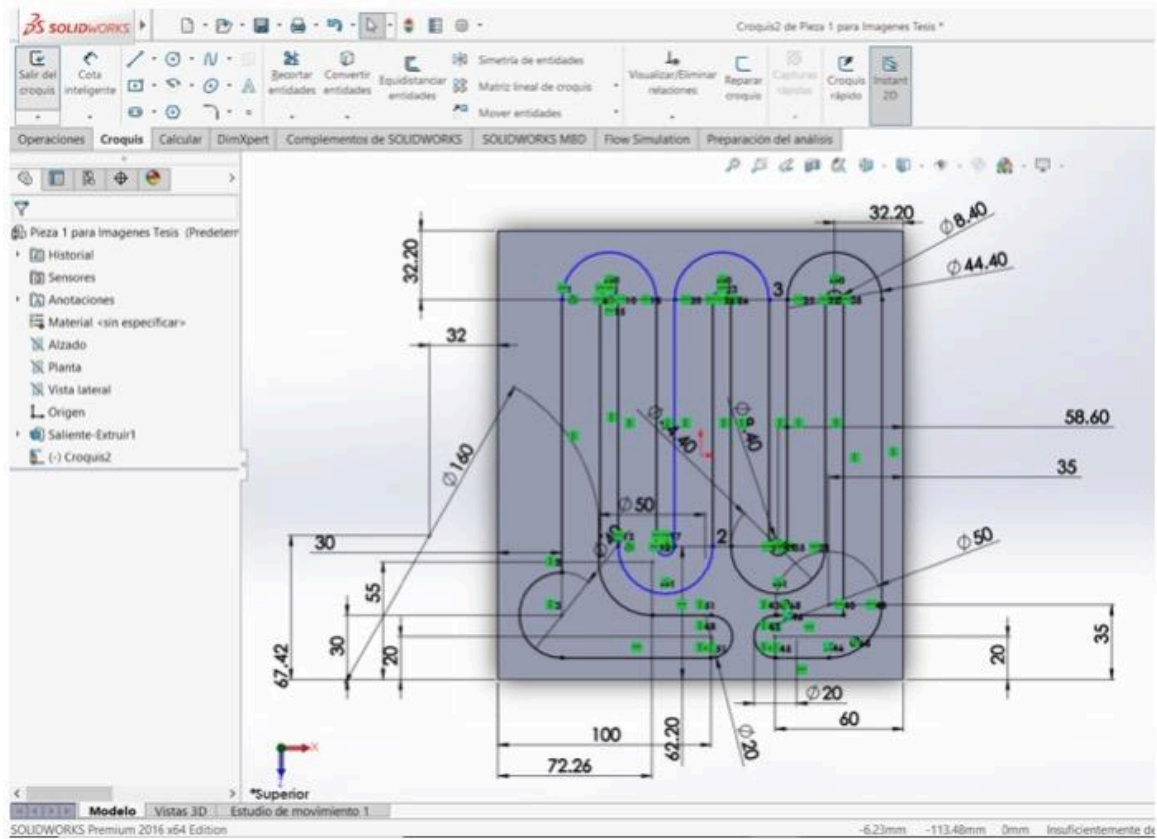 SOLIDWORKS
Croquis2 de Pieza 1 para Imagenes Tesis *
Salir del croquis
Cota inteligente
Recortar entidades
Convertir entidades
Equidistanciar entidades
Simetría de entidades
Matriz lineal de croquis
Mover entidades
Visualizar/Eliminar relaciones
Reparar croquis
Capturas rápidas
Croquis rápido
Instant 2D
Operaciones Croquis Calcular DimXpert Complementos de SOLIDWORKS SOLIDWORKS MBD Flow Simulation Preparación del análisis
Pieza 1 para Imagenes Tesis (Predeterr
Historial
Sensores
Anotaciones
Material <sin especificar>
Alzado
Planta
Vista lateral
Origen
Saliente-Extruir1
(-) Croquis2
32.20
Ø8.40
32.20
Ø44.40
3
32
58.60
Ø160
35
Ø50
2
Ø50
30
55
67.42
30
20
35
20
Ø20
60
100
62.20
Ø20
72.26
X
*Superior
Modelo Vistas 3D Estudio de movimiento 1
SOLIDWORKS Premium 2016 x64 Edition
-6.23mm -113.48mm 0mm Insuficientemente de